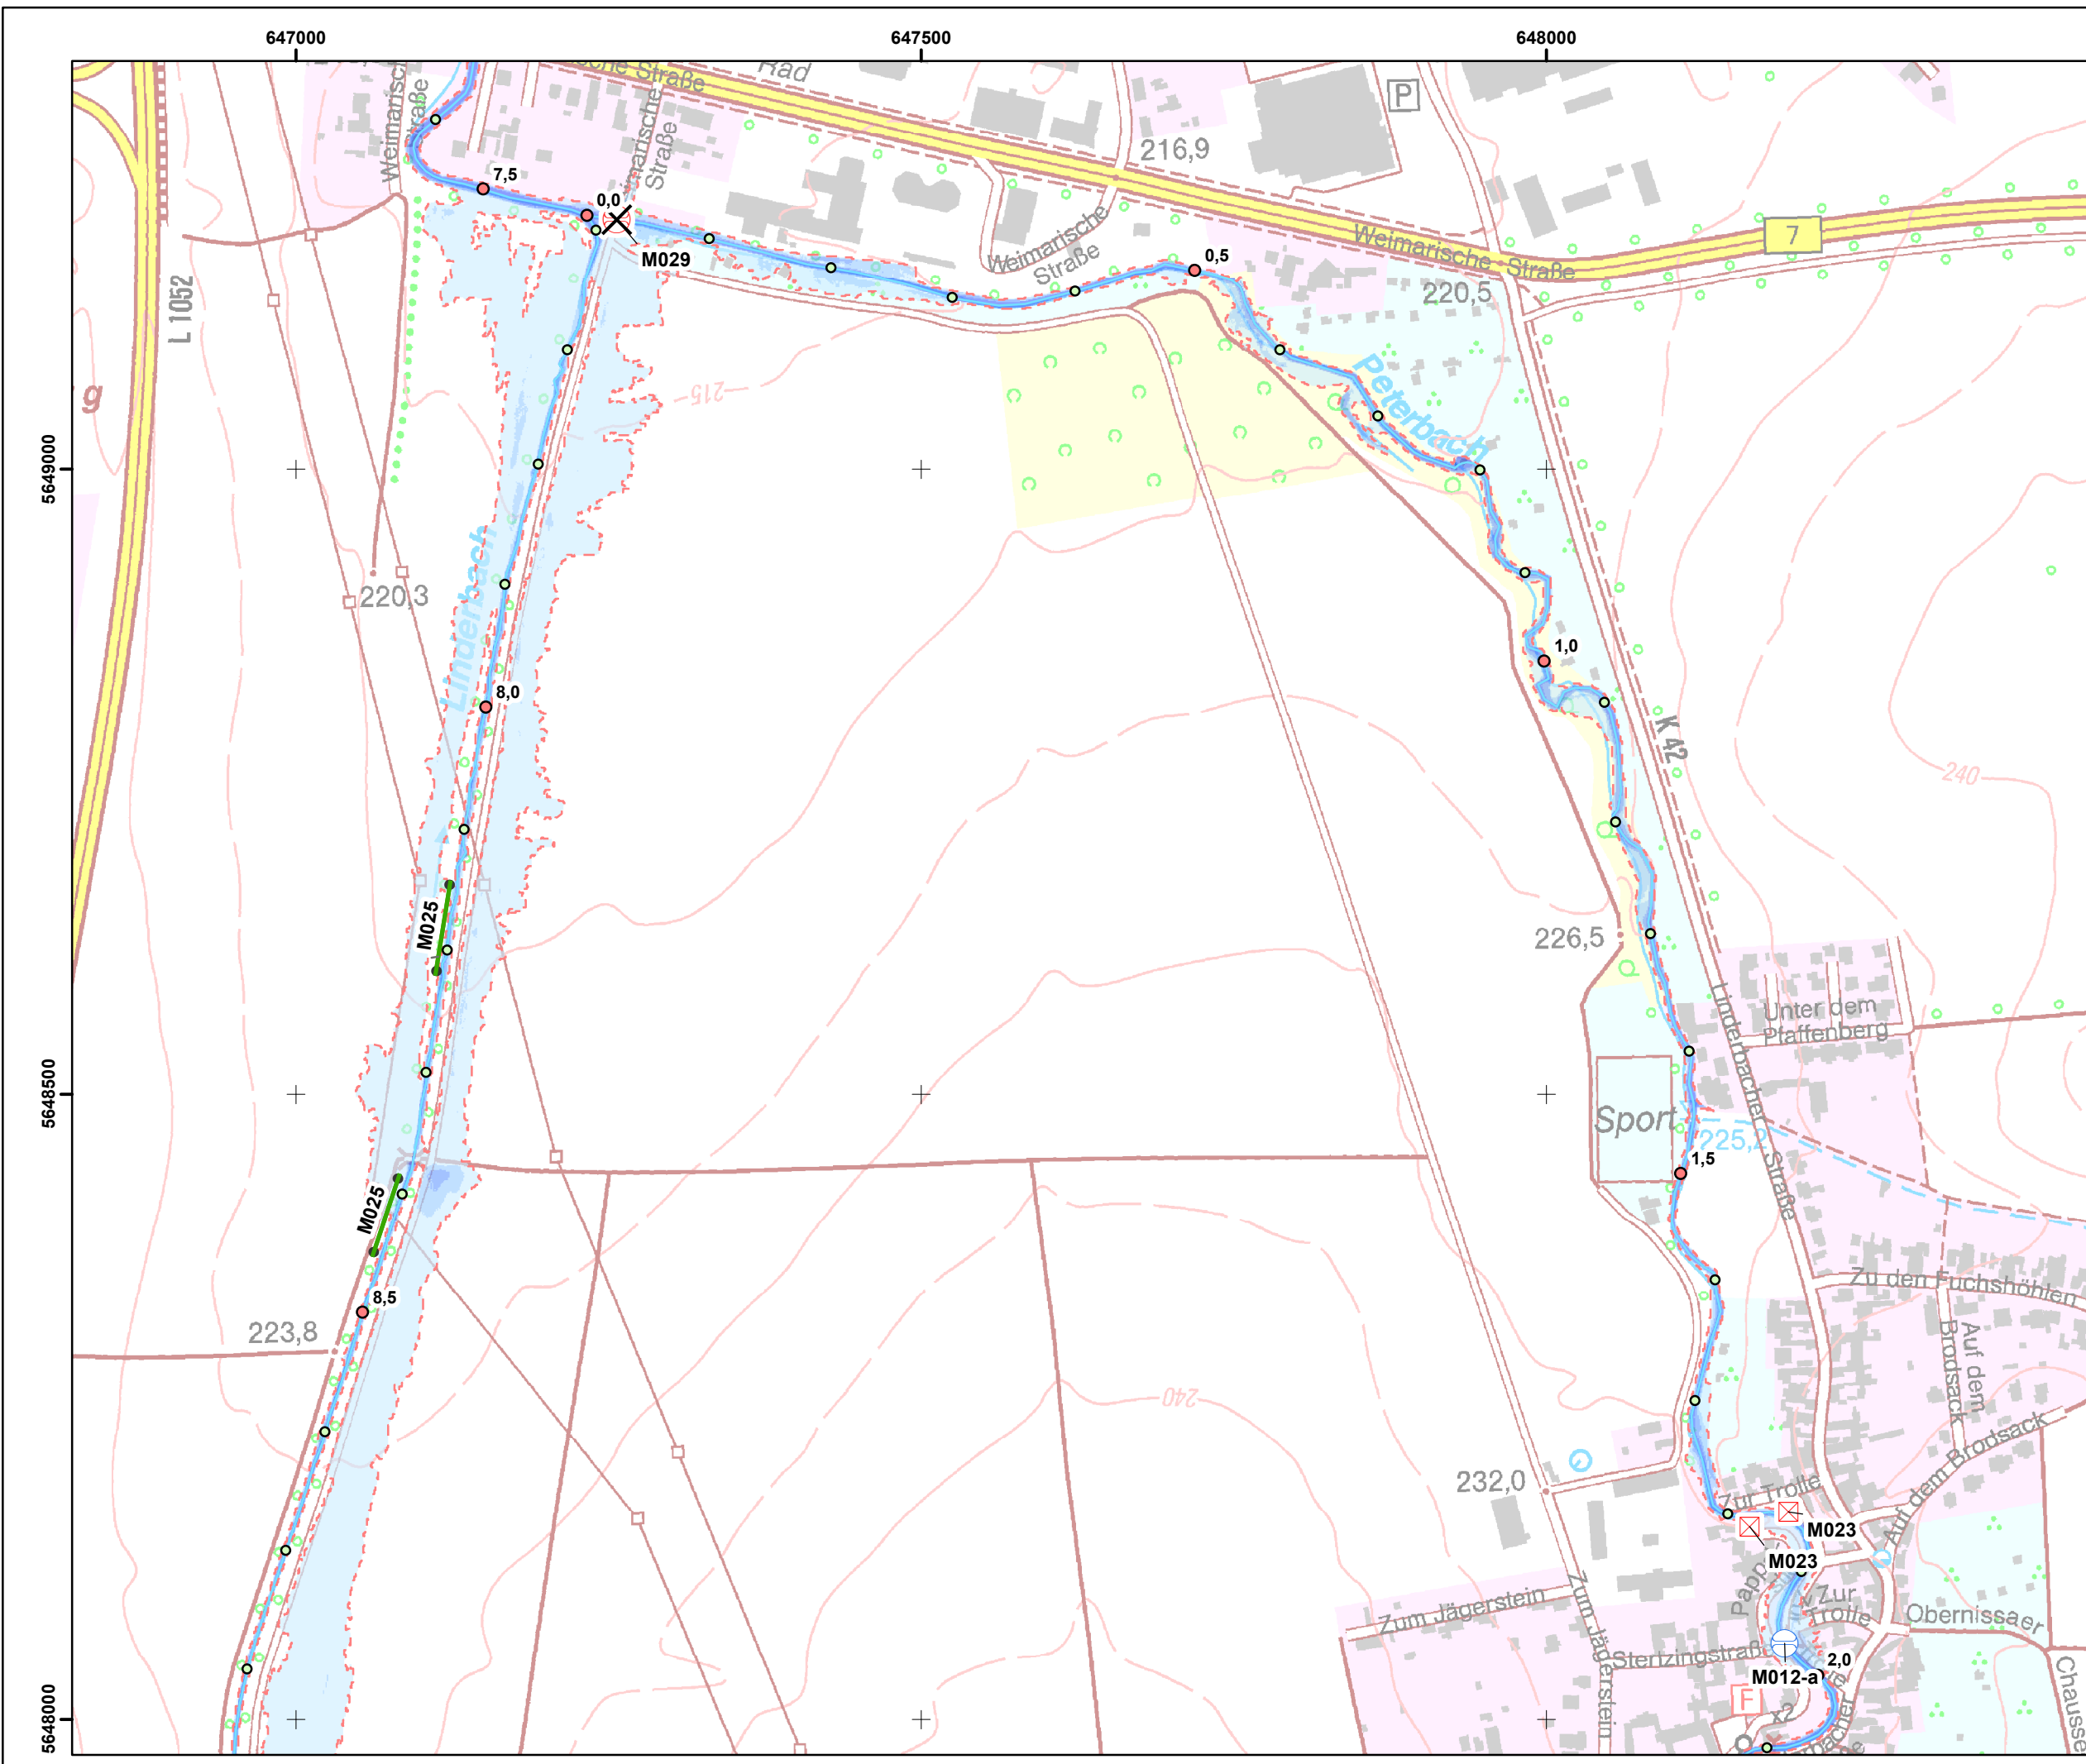 647000
647500
648000
5649000
5648500
5648000
Weimarische
Straße
Weimarische
Straße
Straße
Rad
P
216,9
7,5
0,0
M029
Weimarische
Straße
0,5
Weimarische Straße
7
220,5
L 1052
g
215
Peterbach
220,3
Linderbach
8,0
1,0
K 42
240
M025
226,5
Unter dem
Pfaffenberg
Linderbacher Straße
Sport
225,2
1,5
M025
8,5
223,8
Zu den Fuchshöhlen
Auf dem
Brodsack
240
Auf dem Brodsack
232,0
Zur Trolle
M023
M023
Zur
Trolle
Obernissaer
Zum Jägerstein
Zum Jägerstein
2,0
M012-a
F
x2
Chaussee